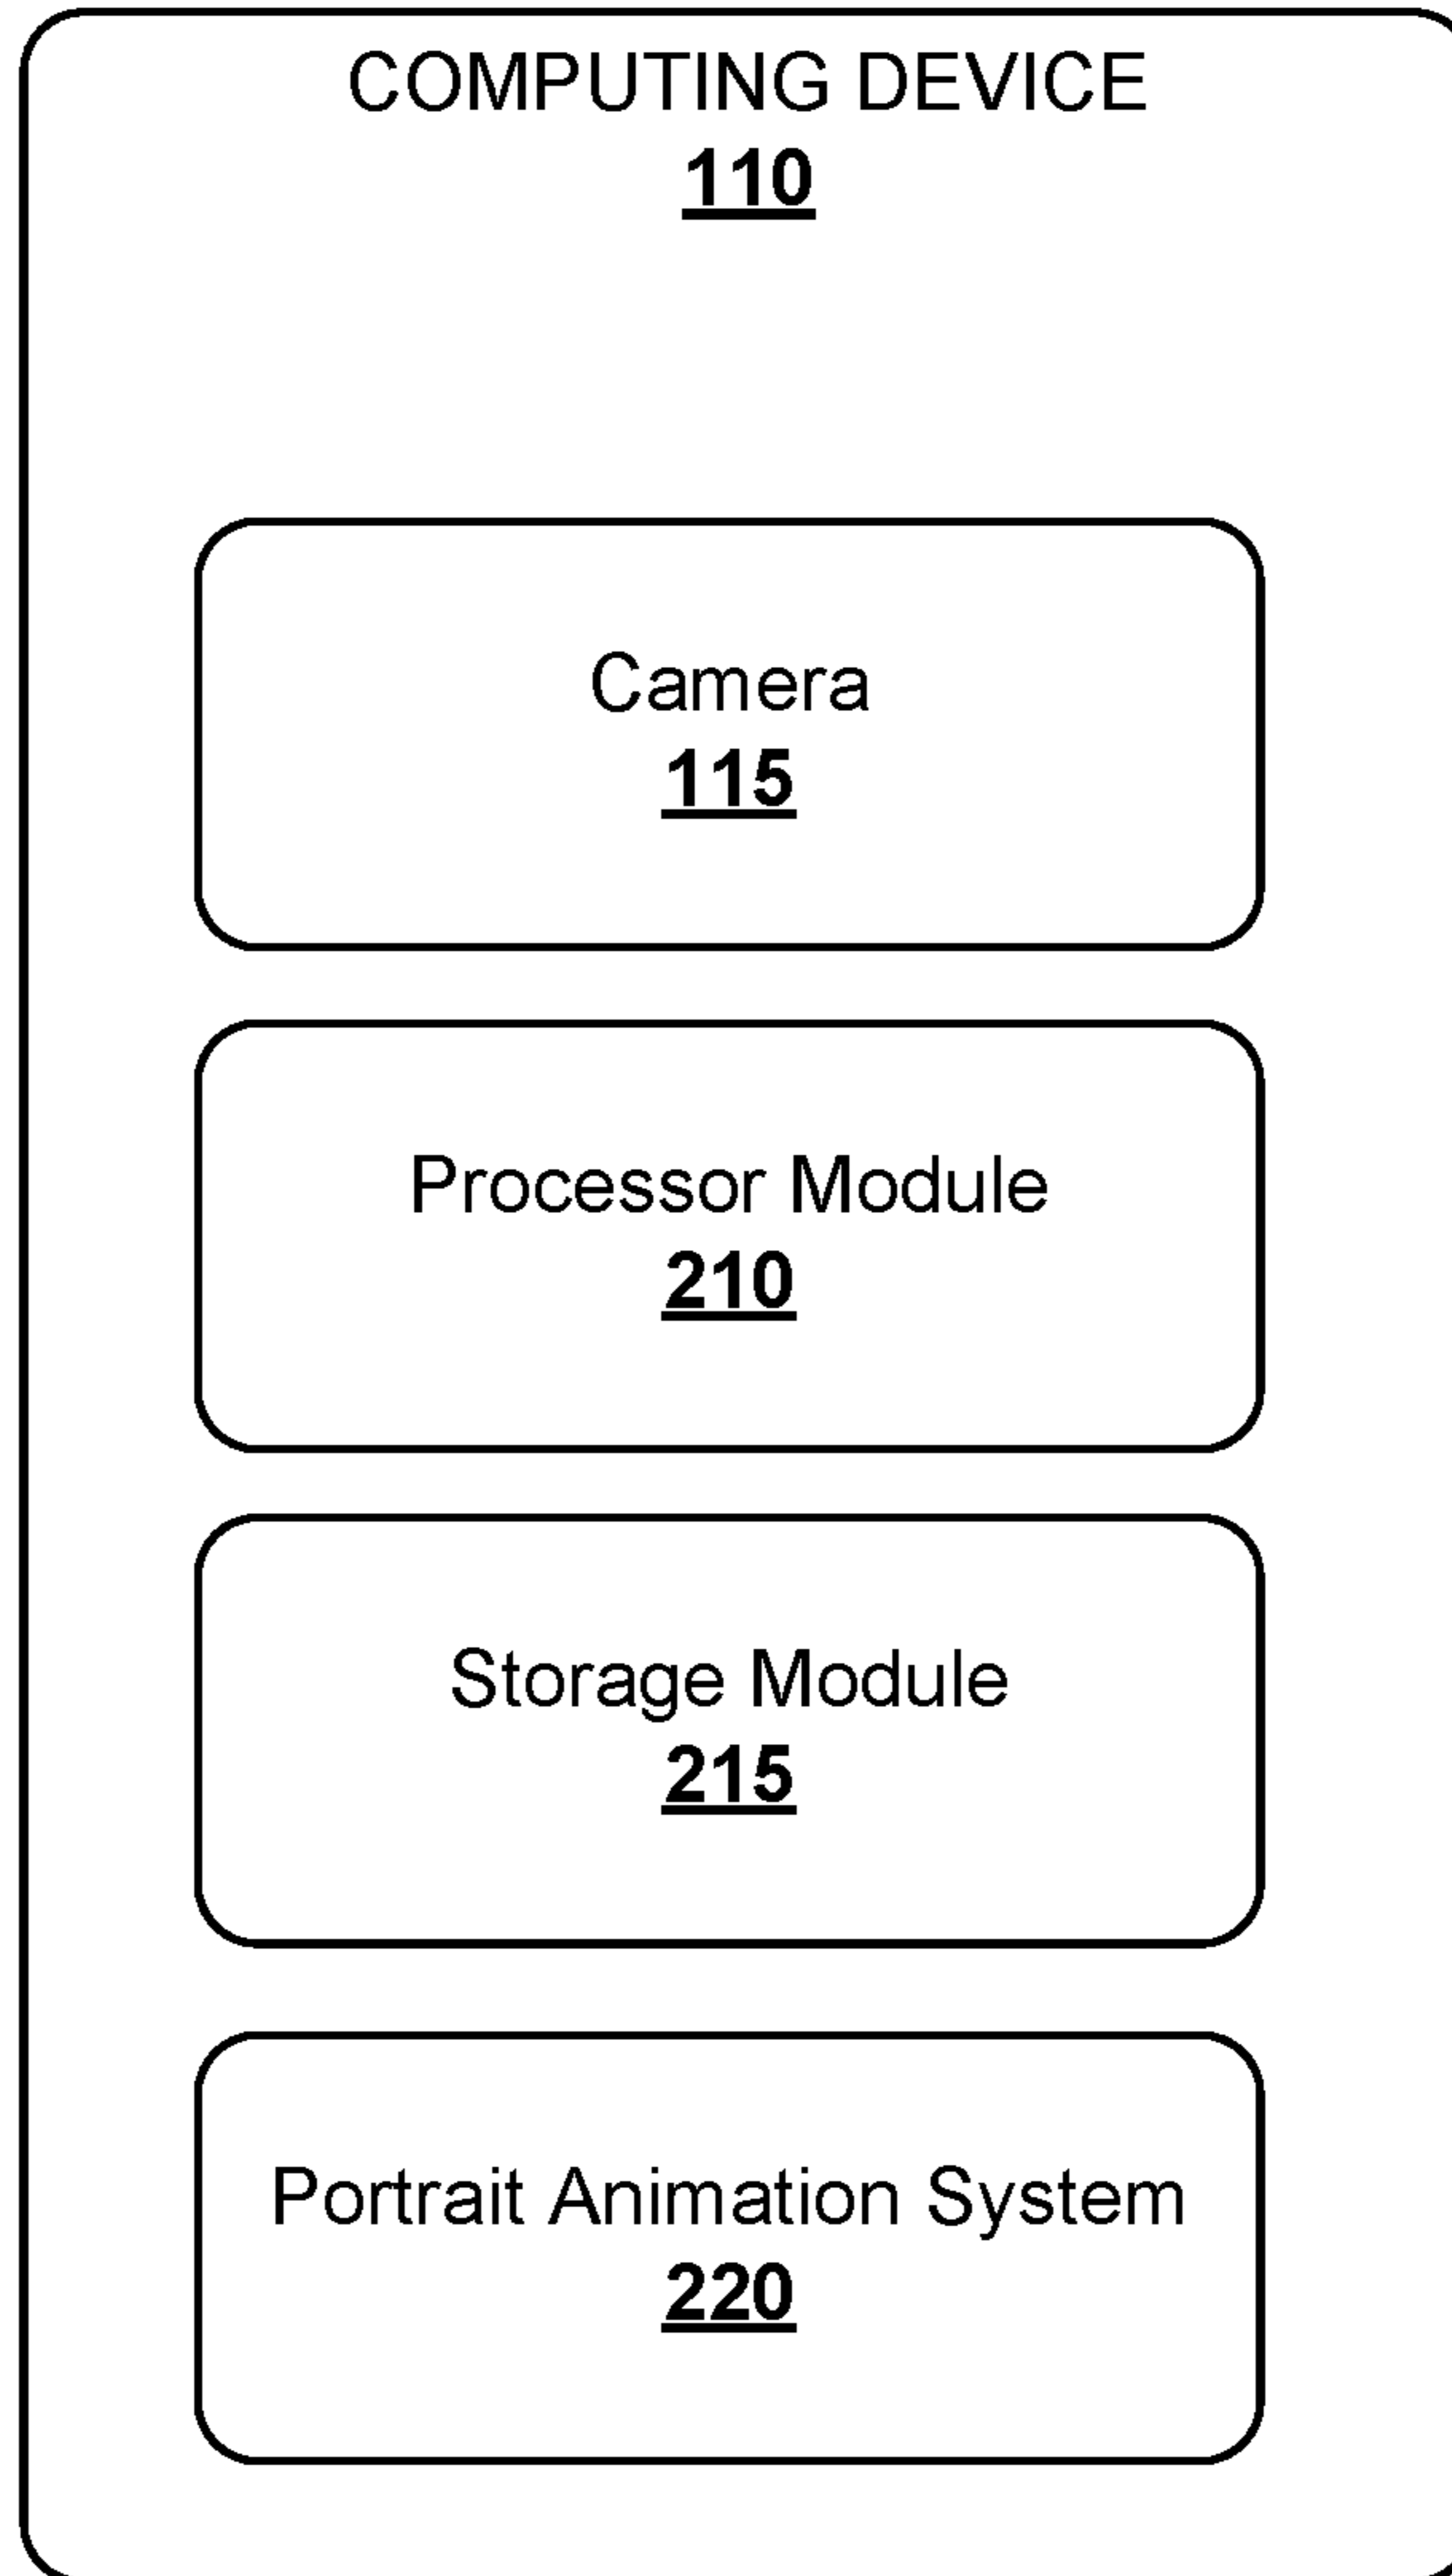 COMPUTING DEVICE
110
Camera
115
Processor Module
210
Storage Module
215
Portrait Animation System
220